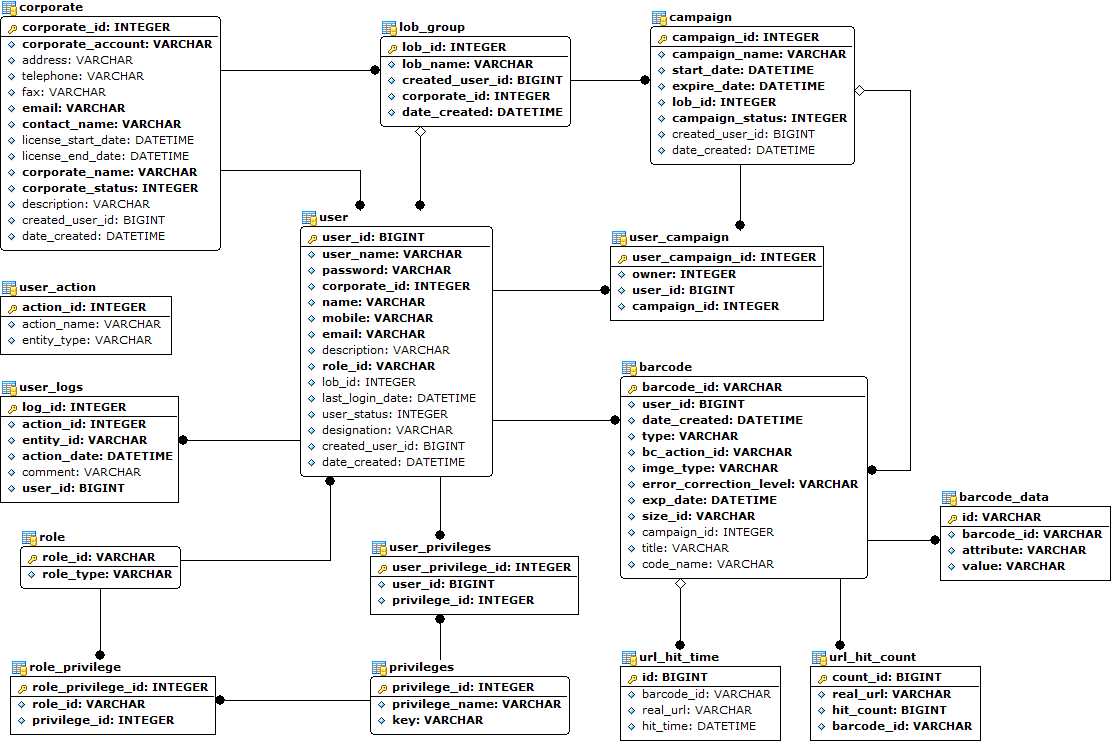 corporate
corporate_id: INTEGER
corporate_account: VARCHAR
address: VARCHAR
telephone: VARCHAR
fax: VARCHAR
email: VARCHAR
contact_name: VARCHAR
license_start_date: DATETIME
license_end_date: DATETIME
corporate_name: VARCHAR
corporate_status: INTEGER
description: VARCHAR
created_user_id: BIGINT
date_created: DATETIME
lob_group
lob_id: INTEGER
lob_name: VARCHAR
created_user_id: BIGINT
corporate_id: INTEGER
date_created: DATETIME
campaign
campaign_id: INTEGER
campaign_name: VARCHAR
start_date: DATETIME
expire_date: DATETIME
lob_id: INTEGER
campaign_status: INTEGER
created_user_id: BIGINT
date_created: DATETIME
user
user_id: BIGINT
user_name: VARCHAR
password: VARCHAR
corporate_id: INTEGER
name: VARCHAR
mobile: VARCHAR
email: VARCHAR
description: VARCHAR
role_id: VARCHAR
lob_id: INTEGER
last_login_date: DATETIME
user_status: INTEGER
designation: VARCHAR
created_user_id: BIGINT
date_created: DATETIME
user_campaign
user_campaign_id: INTEGER
owner: INTEGER
user_id: BIGINT
campaign_id: INTEGER
user_action
action_id: INTEGER
action_name: VARCHAR
entity_type: VARCHAR
user_logs
log_id: INTEGER
action_id: INTEGER
entity_id: VARCHAR
action_date: DATETIME
comment: VARCHAR
user_id: BIGINT
barcode
barcode_id: VARCHAR
user_id: BIGINT
date_created: DATETIME
type: VARCHAR
bc_action_id: VARCHAR
imge_type: VARCHAR
error_correction_level: VARCHAR
exp_date: DATETIME
size_id: VARCHAR
campaign_id: INTEGER
title: VARCHAR
code_name: VARCHAR
barcode_data
id: VARCHAR
barcode_id: VARCHAR
attribute: VARCHAR
value: VARCHAR
role
role_id: VARCHAR
role_type: VARCHAR
user_privileges
user_privilege_id: INTEGER
user_id: BIGINT
privilege_id: INTEGER
role_privilege
role_privilege_id: INTEGER
role_id: VARCHAR
privilege_id: INTEGER
privileges
privilege_id: INTEGER
privilege_name: VARCHAR
key: VARCHAR
url_hit_time
id: BIGINT
barcode_id: VARCHAR
real_url: VARCHAR
hit_time: DATETIME
url_hit_count
count_id: BIGINT
real_url: VARCHAR
hit_count: BIGINT
barcode_id: VARCHAR